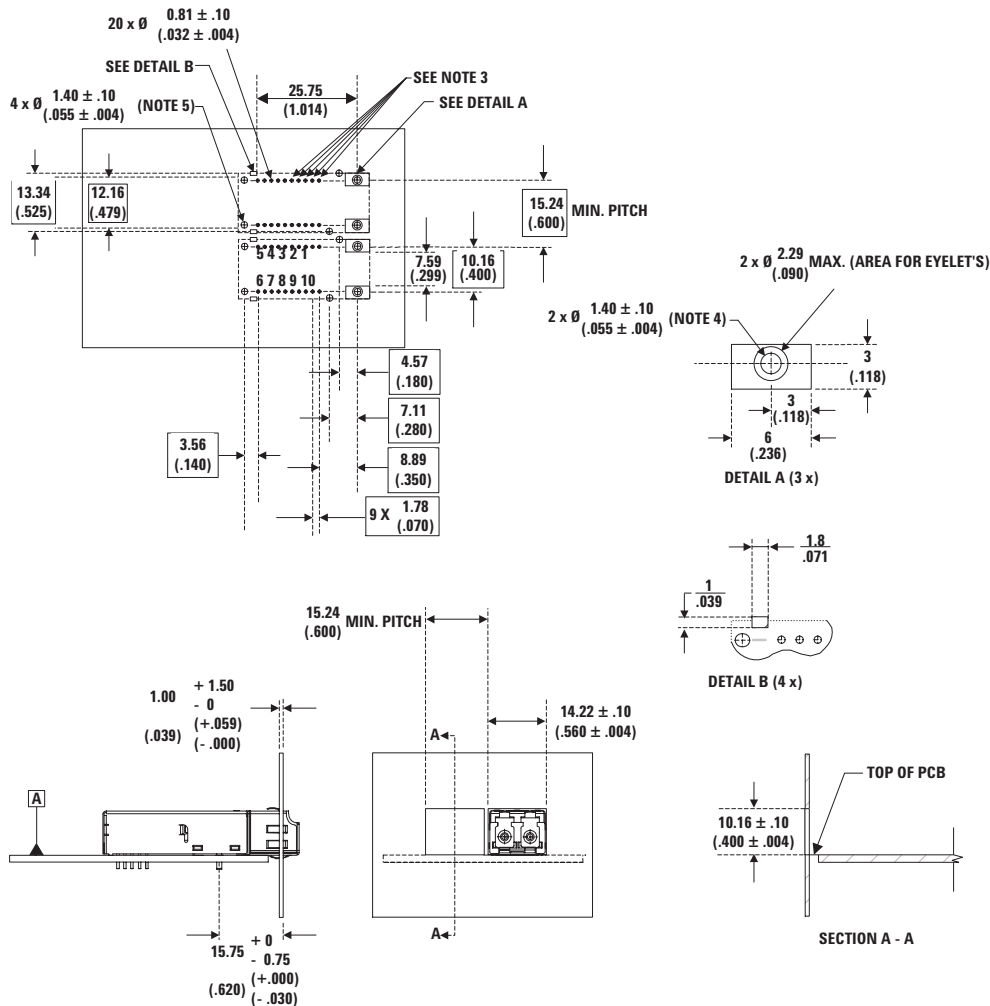 20 x Ø 0.81 ± .10
(.032 ± .004)
SEE DETAIL B
4 x Ø 1.40 ± .10
(.055 ± .004)
(NOTE 5)
25.75
(1.014)
SEE NOTE 3
SEE DETAIL A
13.34
(.525)
12.16
(.479)
15.24
(.600)
MIN. PITCH
5 4 3 2 1
6 7 8 9 10
7.59
(.299)
10.16
(.400)
4.57
(.180)
7.11
(.280)
3.56
(.140)
8.89
(.350)
9 X 1.78
(.070)
2 x Ø 2.29
(.090)
MAX. (AREA FOR EYELET'S)
2 x Ø 1.40 ± .10
(.055 ± .004)
(NOTE 4)
3
(.118)
3
(.118)
6
(.236)
DETAIL A (3 x)
1.8
.071
1
.039
DETAIL B (4 x)
15.24
(.600)
MIN. PITCH
1.00 + 1.50
- 0
(.039) (+.059)
(- .000)
14.22 ± .10
(.560 ± .004)
A
A
A
TOP OF PCB
10.16 ± .10
(.400 ± .004)
15.75 + 0
- 0.75
(.620) (+.000)
(- .030)
SECTION A - A